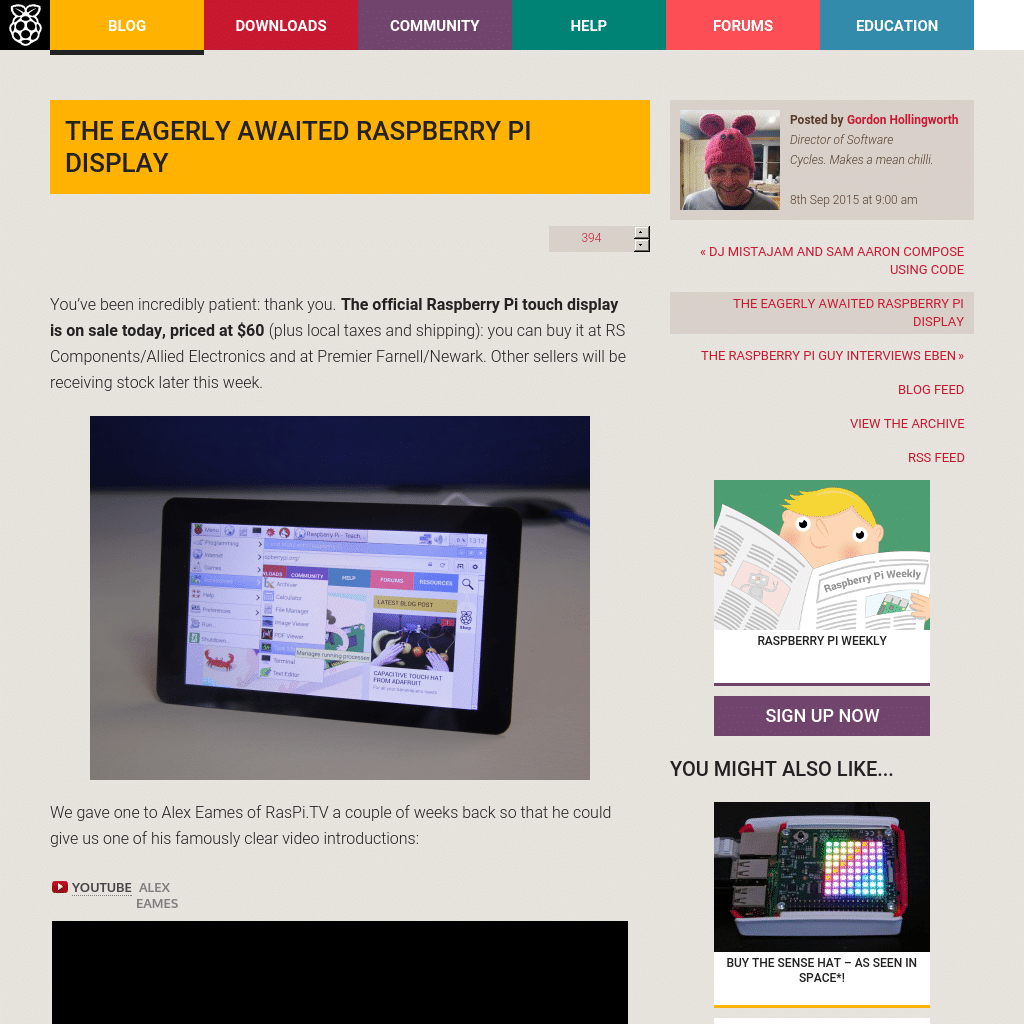 BLOG
DOWNLOADS
COMMUNITY
HELP
FORUMS
EDUCATION
THE EAGERLY AWAITED RASPBERRY PI
DISPLAY
394
You’ve been incredibly patient: thank you. The official Raspberry Pi touch display
is on sale today, priced at $60 (plus local taxes and shipping): you can buy it at RS
Components/Allied Electronics and at Premier Farnell/Newark. Other sellers will be
receiving stock later this week.
Menu
Raspberry Pi - Teach...
13:12
Programming
Internet
Games
Help
Preferences
Run...
Shutdown...
Archiver
Calculator
File Manager
Image Viewer
PDF Viewer
Manages running processes
Terminal
Text Editor
COMMUNITY
HELP
FORUMS
RESOURCES
LATEST BLOG POST
Shop
CAPACITIVE TOUCH HAT
FROM ADAFRUIT
We gave one to Alex Eames of RasPi.TV a couple of weeks back so that he could
give us one of his famously clear video introductions:
YOUTUBE ALEX
EAMES
Posted by Gordon Hollingworth
Director of Software
Cycles. Makes a mean chilli.
8th Sep 2015 at 9:00 am
« DJ MISTAJAM AND SAM AARON COMPOSE
USING CODE
THE EAGERLY AWAITED RASPBERRY PI
DISPLAY
THE RASPBERRY PI GUY INTERVIEWS EBEN »
BLOG FEED
VIEW THE ARCHIVE
RSS FEED
Raspberry Pi Weekly
RASPBERRY PI WEEKLY
SIGN UP NOW
YOU MIGHT ALSO LIKE...
BUY THE SENSE HAT – AS SEEN IN
SPACE*!